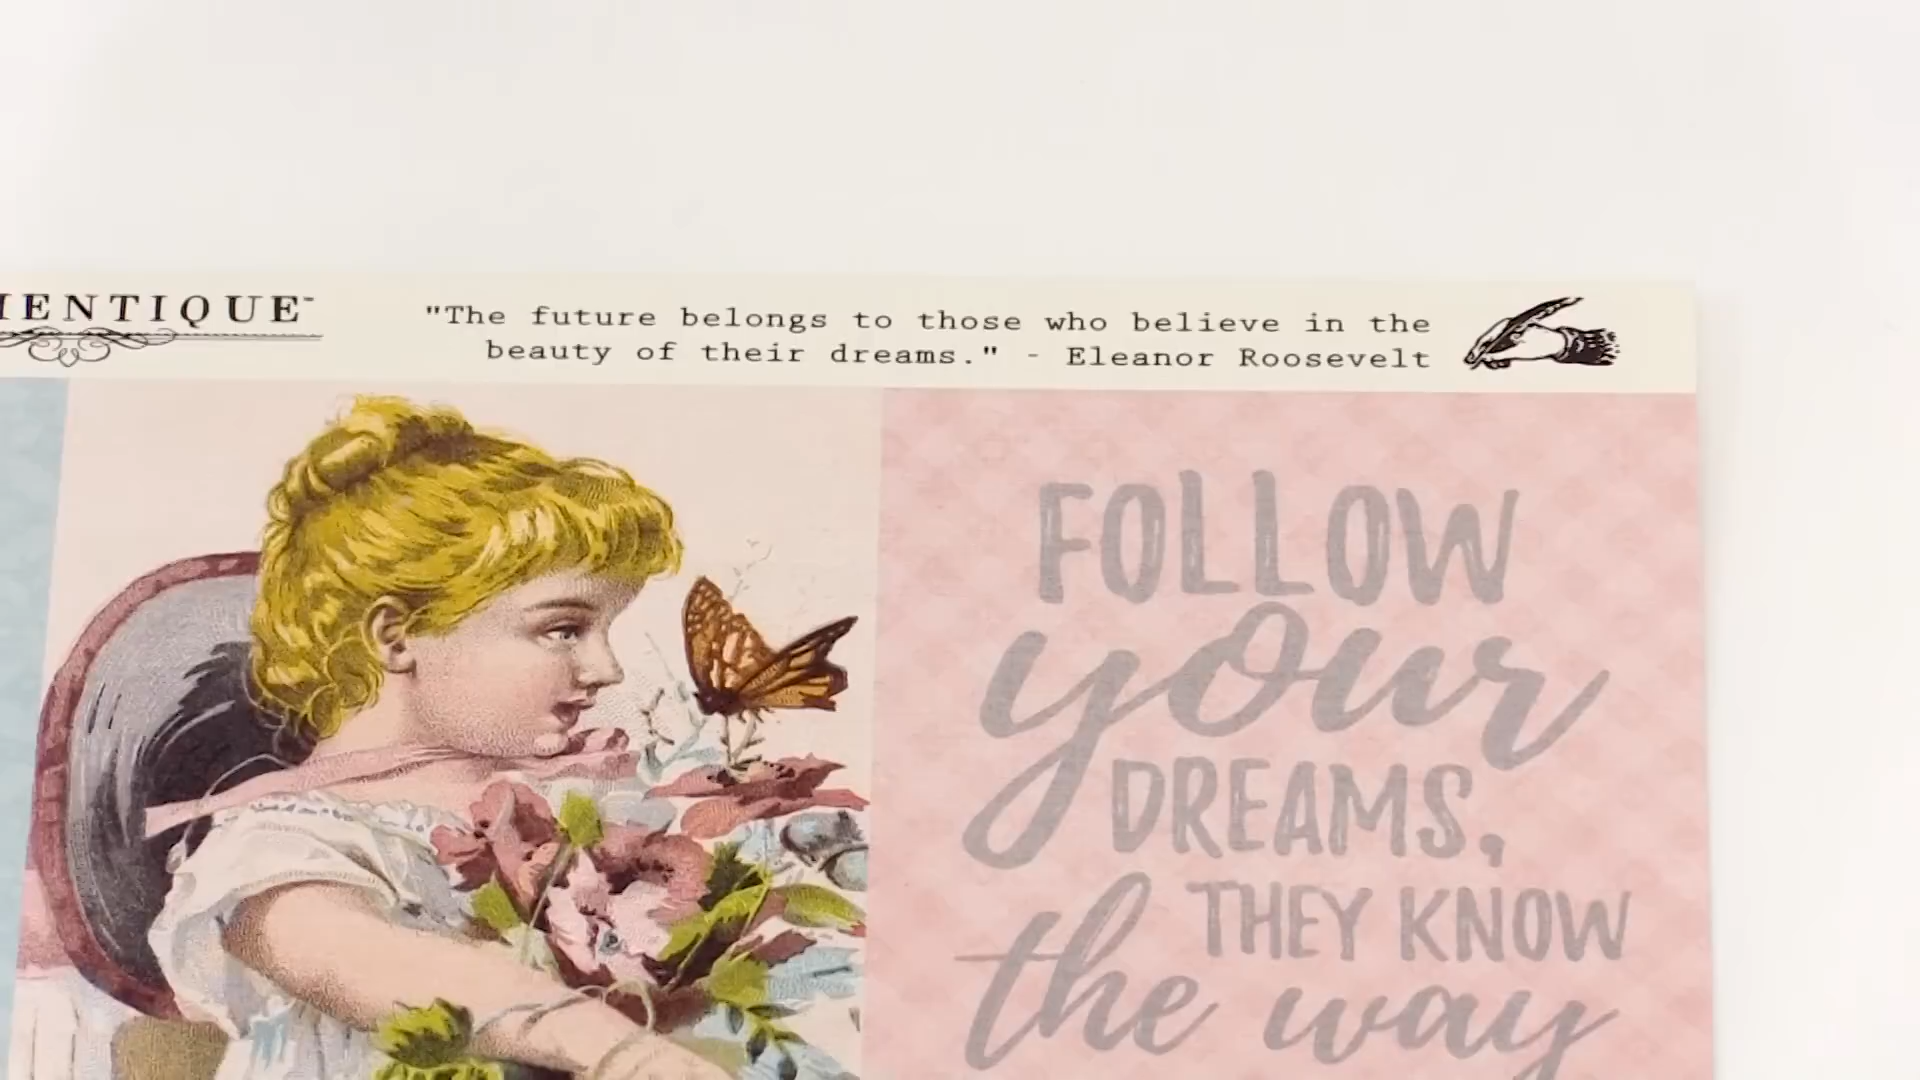 HENTIQUE™
"The future belongs to those who believe in the
beauty of their dreams." - Eleanor Roosevelt
FOLLOW
your
DREAMS,
THEY KNOW
the way